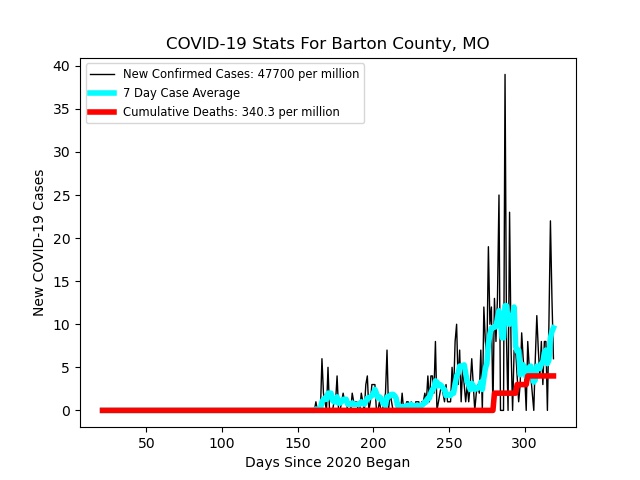 COVID-19 Stats For Barton County, MO
New Confirmed Cases: 47700 per million
7 Day Case Average
Cumulative Deaths: 340.3 per million
New COVID-19 Cases
40
35
30
25
20
15
10
5
0
50 100 150 200 250 300
Days Since 2020 Began